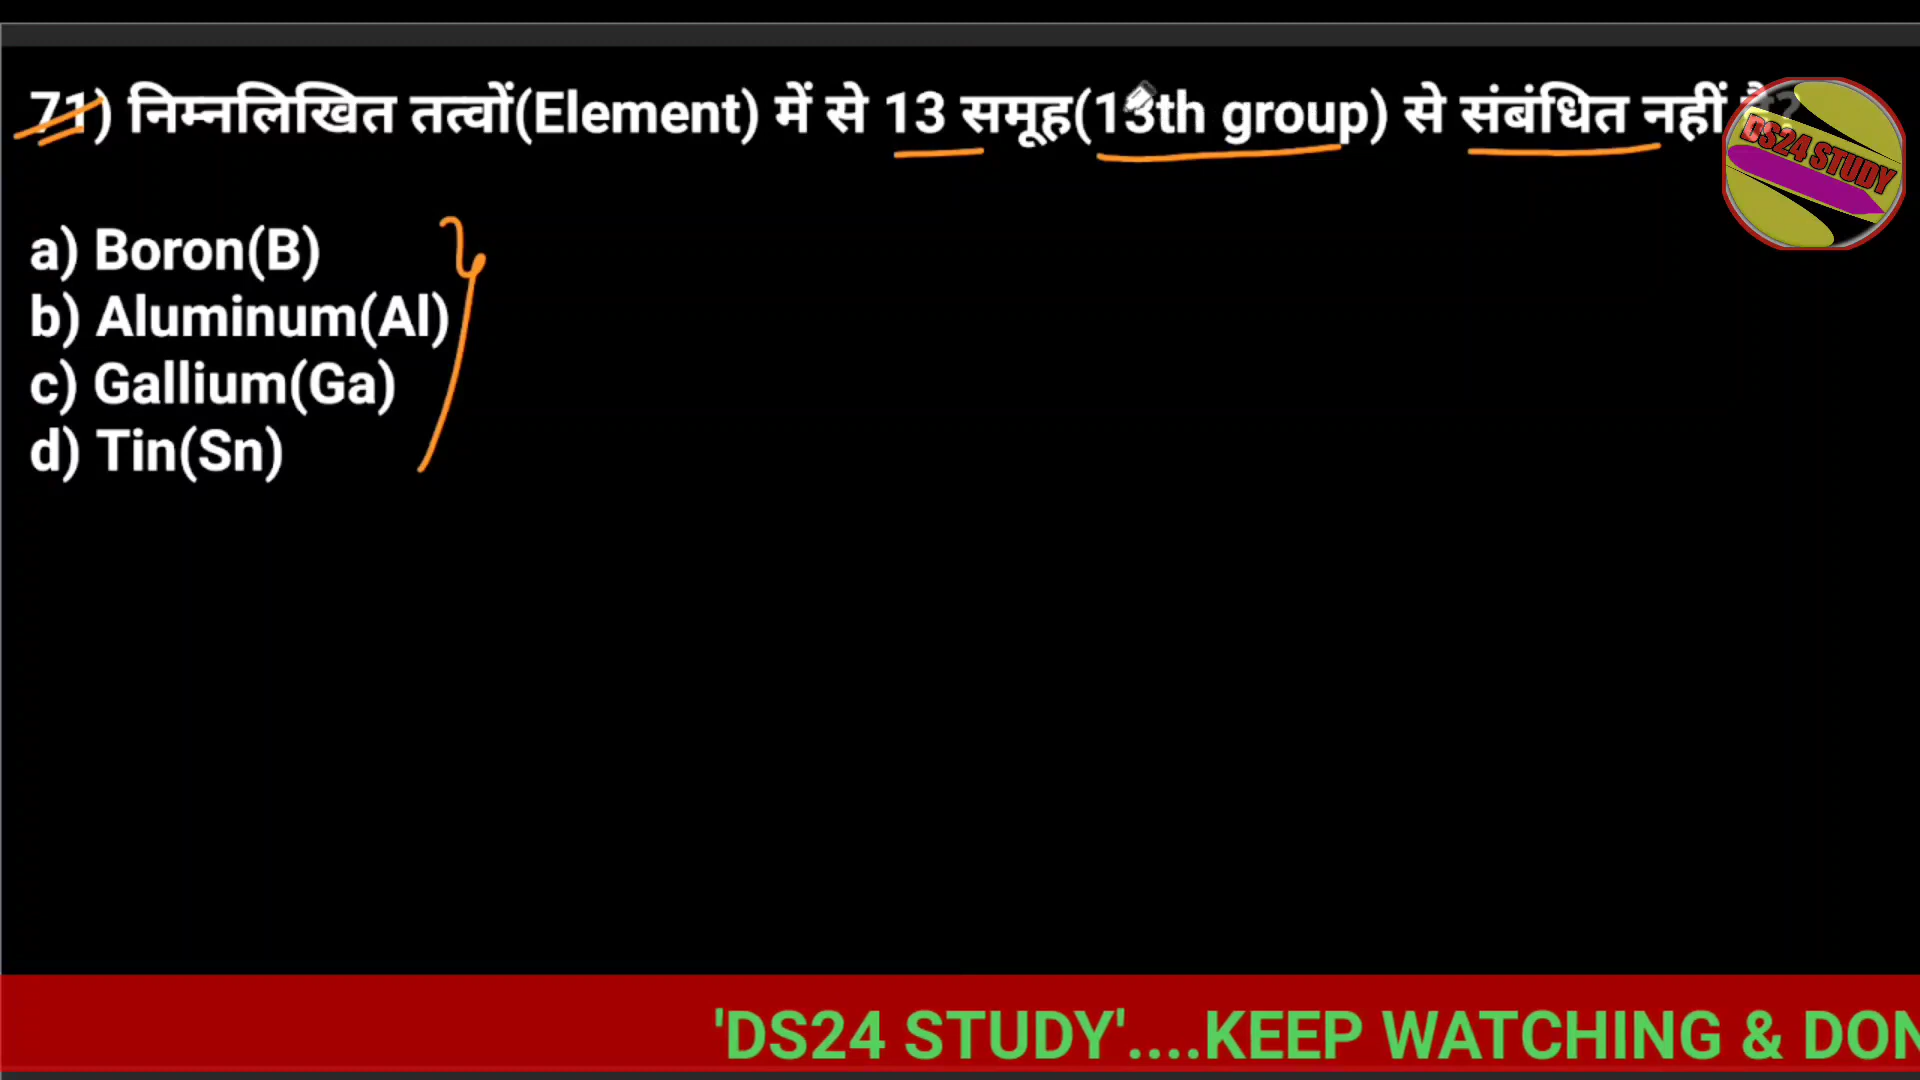 71) निम्नलिखित तत्वों(Element) में से 13 समूह(13th group) से संबंधित नहीं है?
DS24 STUDY
a) Boron(B)
b) Aluminum(Al)
c) Gallium(Ga)
d) Tin(Sn)
'DS24 STUDY'....KEEP WATCHING & DON